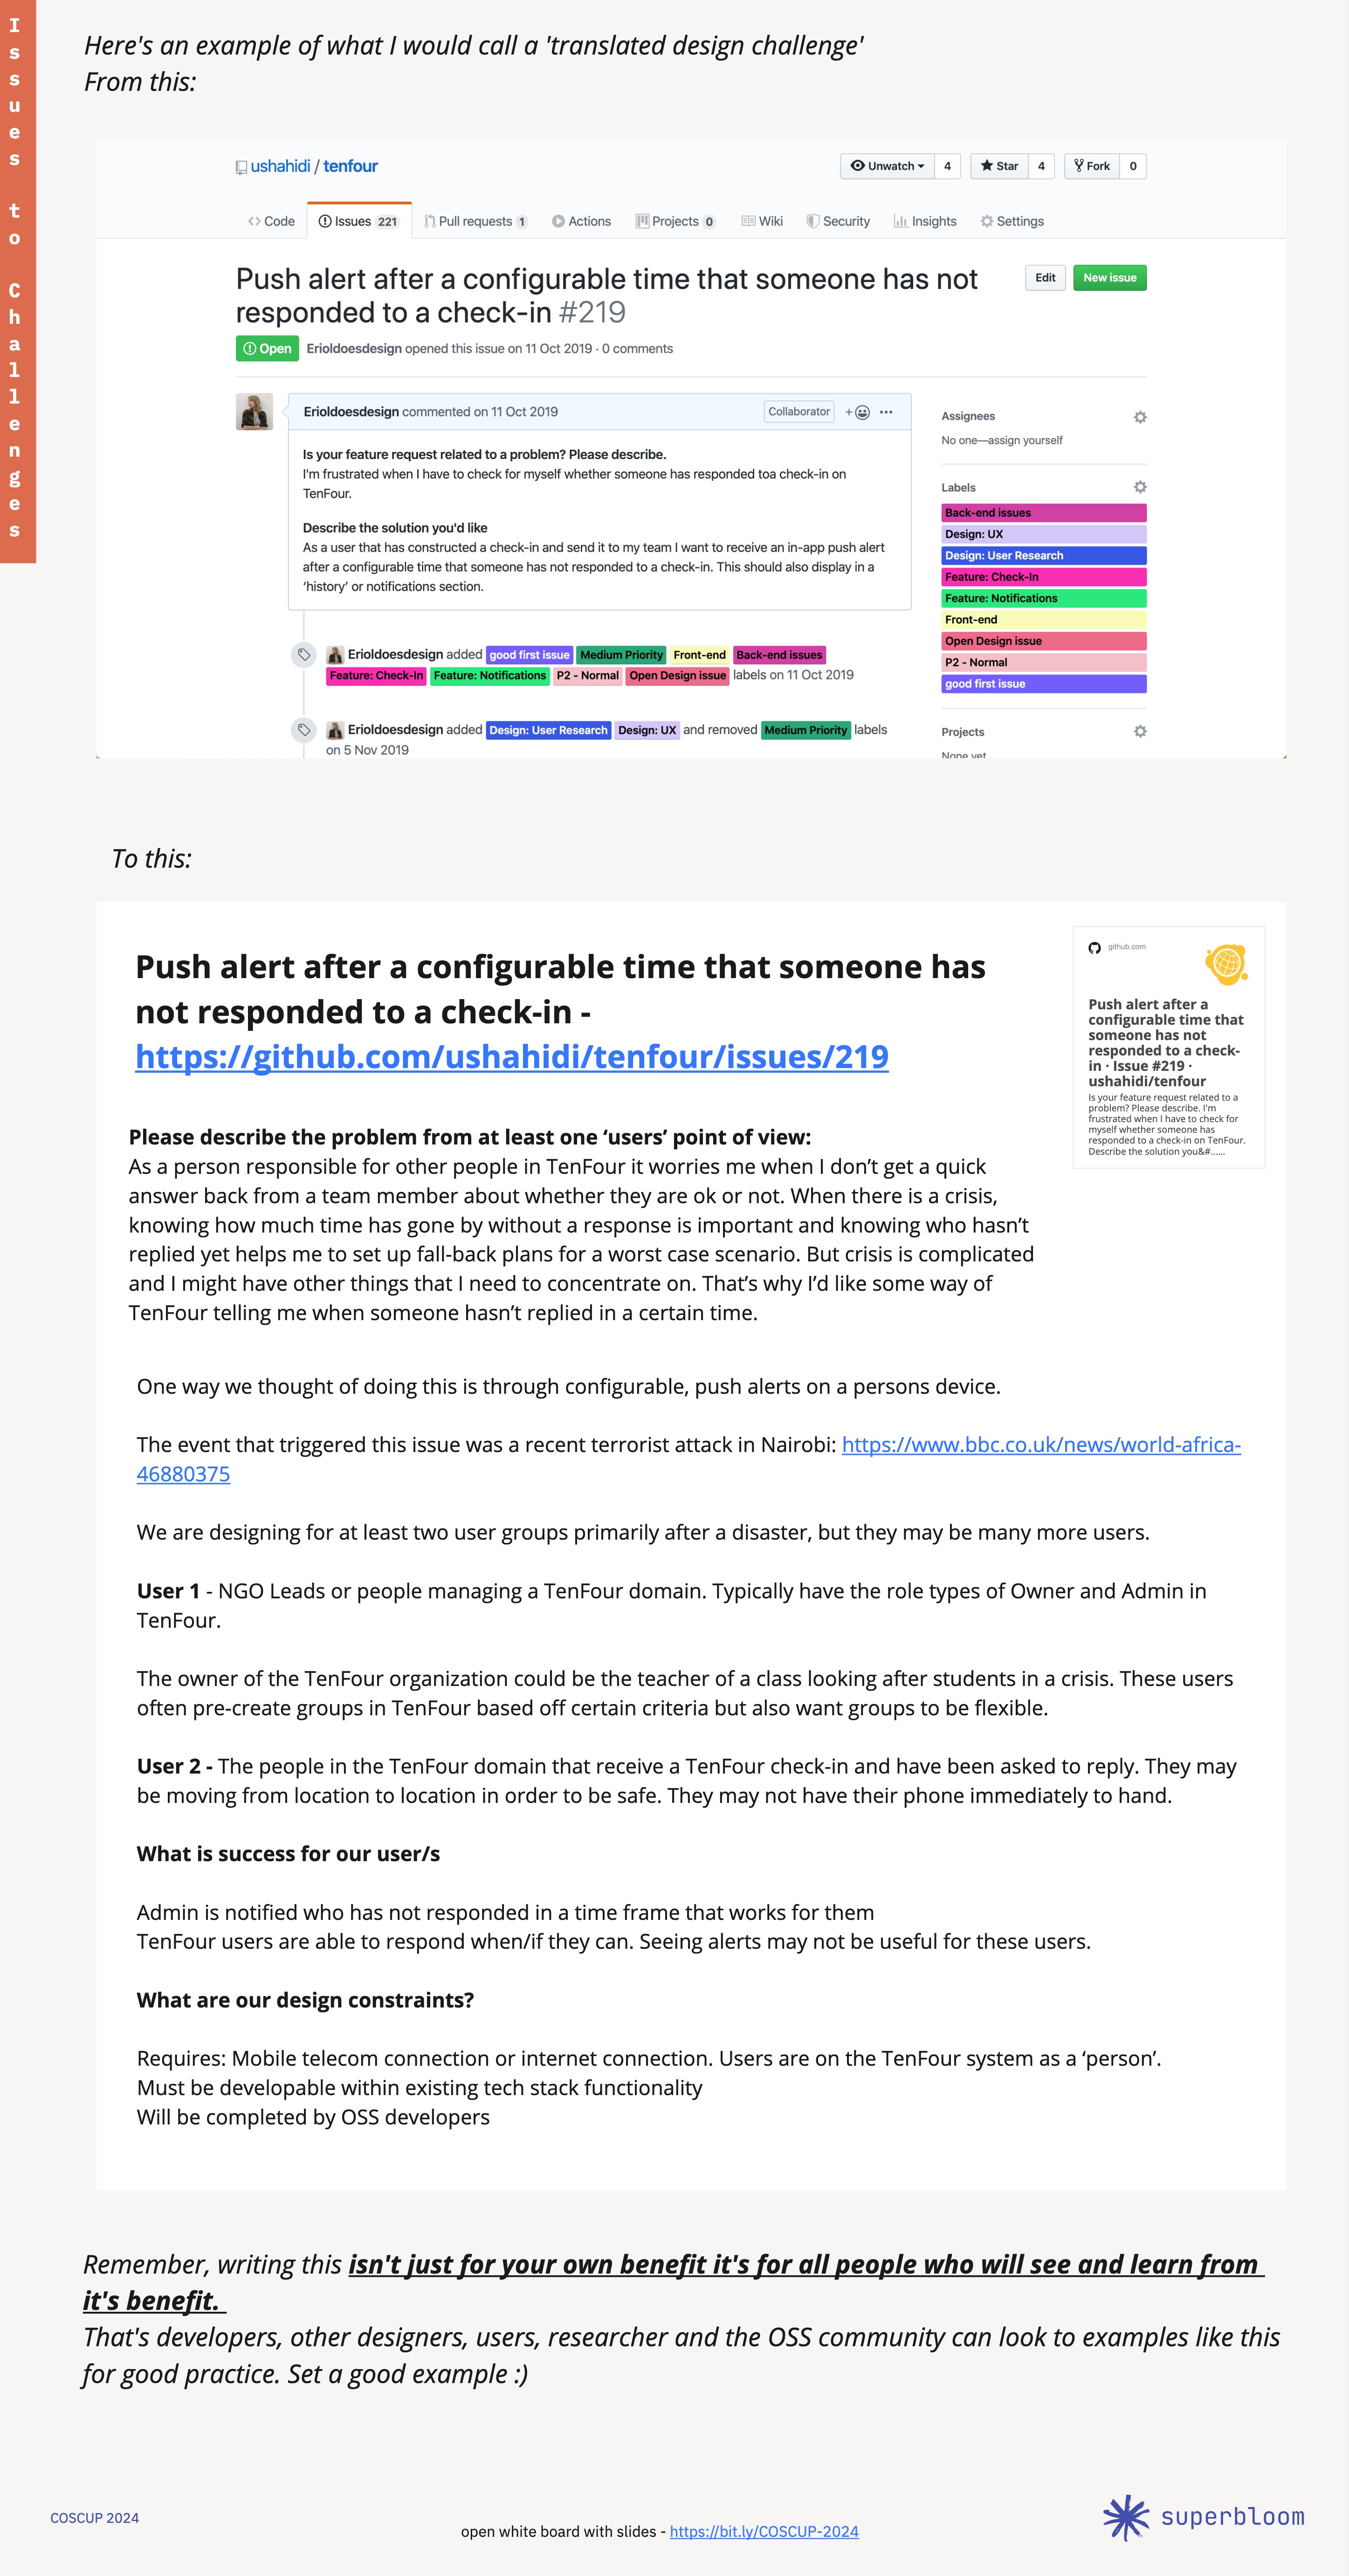 Issues to Challenges
Here's an example of what I would call a 'translated design challenge'
From this:
ushahidi / tenfour
Unwatch 4 Star 4 Fork 0
Code Issues 221 Pull requests 1 Actions Projects 0 Wiki Security Insights Settings
Push alert after a configurable time that someone has not
responded to a check-in #219
Edit New issue
Open Erioldoesdesign opened this issue on 11 Oct 2019 · 0 comments
Erioldoesdesign commented on 11 Oct 2019 Collaborator
Is your feature request related to a problem? Please describe.
I'm frustrated when I have to check for myself whether someone has responded toa check-in on
TenFour.
Describe the solution you'd like
As a user that has constructed a check-in and send it to my team I want to receive an in-app push alert
after a configurable time that someone has not responded to a check-in. This should also display in a
‘history’ or notifications section.
Erioldoesdesign added good first issue Medium Priority Front-end Back-end issues
Feature: Check-In Feature: Notifications P2 - Normal Open Design issue labels on 11 Oct 2019
Erioldoesdesign added Design: User Research Design: UX and removed Medium Priority labels
on 5 Nov 2019
Assignees
No one—assign yourself
Labels
Back-end issues
Design: UX
Design: User Research
Feature: Check-In
Feature: Notifications
Front-end
Open Design issue
P2 - Normal
good first issue
Projects
None yet
To this:
Push alert after a configurable time that someone has
not responded to a check-in -
https://github.com/ushahidi/tenfour/issues/219
github.com
Push alert after a
configurable time that
someone has not
responded to a check-
in · Issue #219 ·
ushahidi/tenfour
Is your feature request related to a
problem? Please describe. I'm
frustrated when I have to check for
myself whether someone has
responded to a check-in on TenFour.
Describe the solution you&#......
Please describe the problem from at least one ‘users’ point of view:
As a person responsible for other people in TenFour it worries me when I don’t get a quick
answer back from a team member about whether they are ok or not. When there is a crisis,
knowing how much time has gone by without a response is important and knowing who hasn’t
replied yet helps me to set up fall-back plans for a worst case scenario. But crisis is complicated
and I might have other things that I need to concentrate on. That’s why I’d like some way of
TenFour telling me when someone hasn’t replied in a certain time.
One way we thought of doing this is through configurable, push alerts on a persons device.
The event that triggered this issue was a recent terrorist attack in Nairobi: https://www.bbc.co.uk/news/world-africa-
46880375
We are designing for at least two user groups primarily after a disaster, but they may be many more users.
User 1 - NGO Leads or people managing a TenFour domain. Typically have the role types of Owner and Admin in
TenFour.
The owner of the TenFour organization could be the teacher of a class looking after students in a crisis. These users
often pre-create groups in TenFour based off certain criteria but also want groups to be flexible.
User 2 - The people in the TenFour domain that receive a TenFour check-in and have been asked to reply. They may
be moving from location to location in order to be safe. They may not have their phone immediately to hand.
What is success for our user/s
Admin is notified who has not responded in a time frame that works for them
TenFour users are able to respond when/if they can. Seeing alerts may not be useful for these users.
What are our design constraints?
Requires: Mobile telecom connection or internet connection. Users are on the TenFour system as a ‘person’.
Must be developable within existing tech stack functionality
Will be completed by OSS developers
Remember, writing this isn't just for your own benefit it's for all people who will see and learn from
it's benefit.
That's developers, other designers, users, researcher and the OSS community can look to examples like this
for good practice. Set a good example :)
COSCUP 2024
open white board with slides - https://bit.ly/COSCUP-2024
superbloom